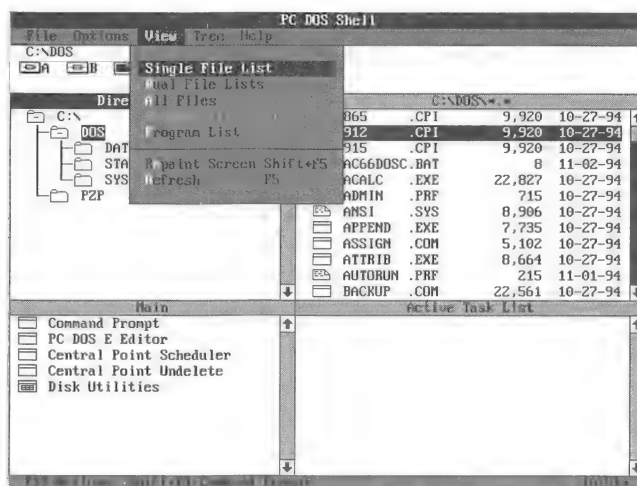 PC DOS Shell
File Options View Tree Help
C:\DOS
A B
Single File List
Dual File Lists
All Files
Program List
Repaint Screen Shift+F5
Refresh F5
C:\DOS\*.*
C:\
DOS
DAT
STA
SYS
PZP
865 .CPI 9,920 10-27-94
912 .CPI 9,920 10-27-94
915 .CPI 9,920 10-27-94
AC66DOSC.BAT 8 11-02-94
ACALC .EXE 22,827 10-27-94
ADMIN .PRF 715 10-27-94
ANSI .SYS 8,906 10-27-94
APPEND .EXE 7,735 10-27-94
ASSIGN .COM 5,102 10-27-94
ATTRIB .EXE 8,664 10-27-94
AUTORUN .PRF 215 11-01-94
BACKUP .COM 22,561 10-27-94
Main
Command Prompt
PC DOS E Editor
Central Point Scheduler
Central Point Undelete
Disk Utilities
Active Task List